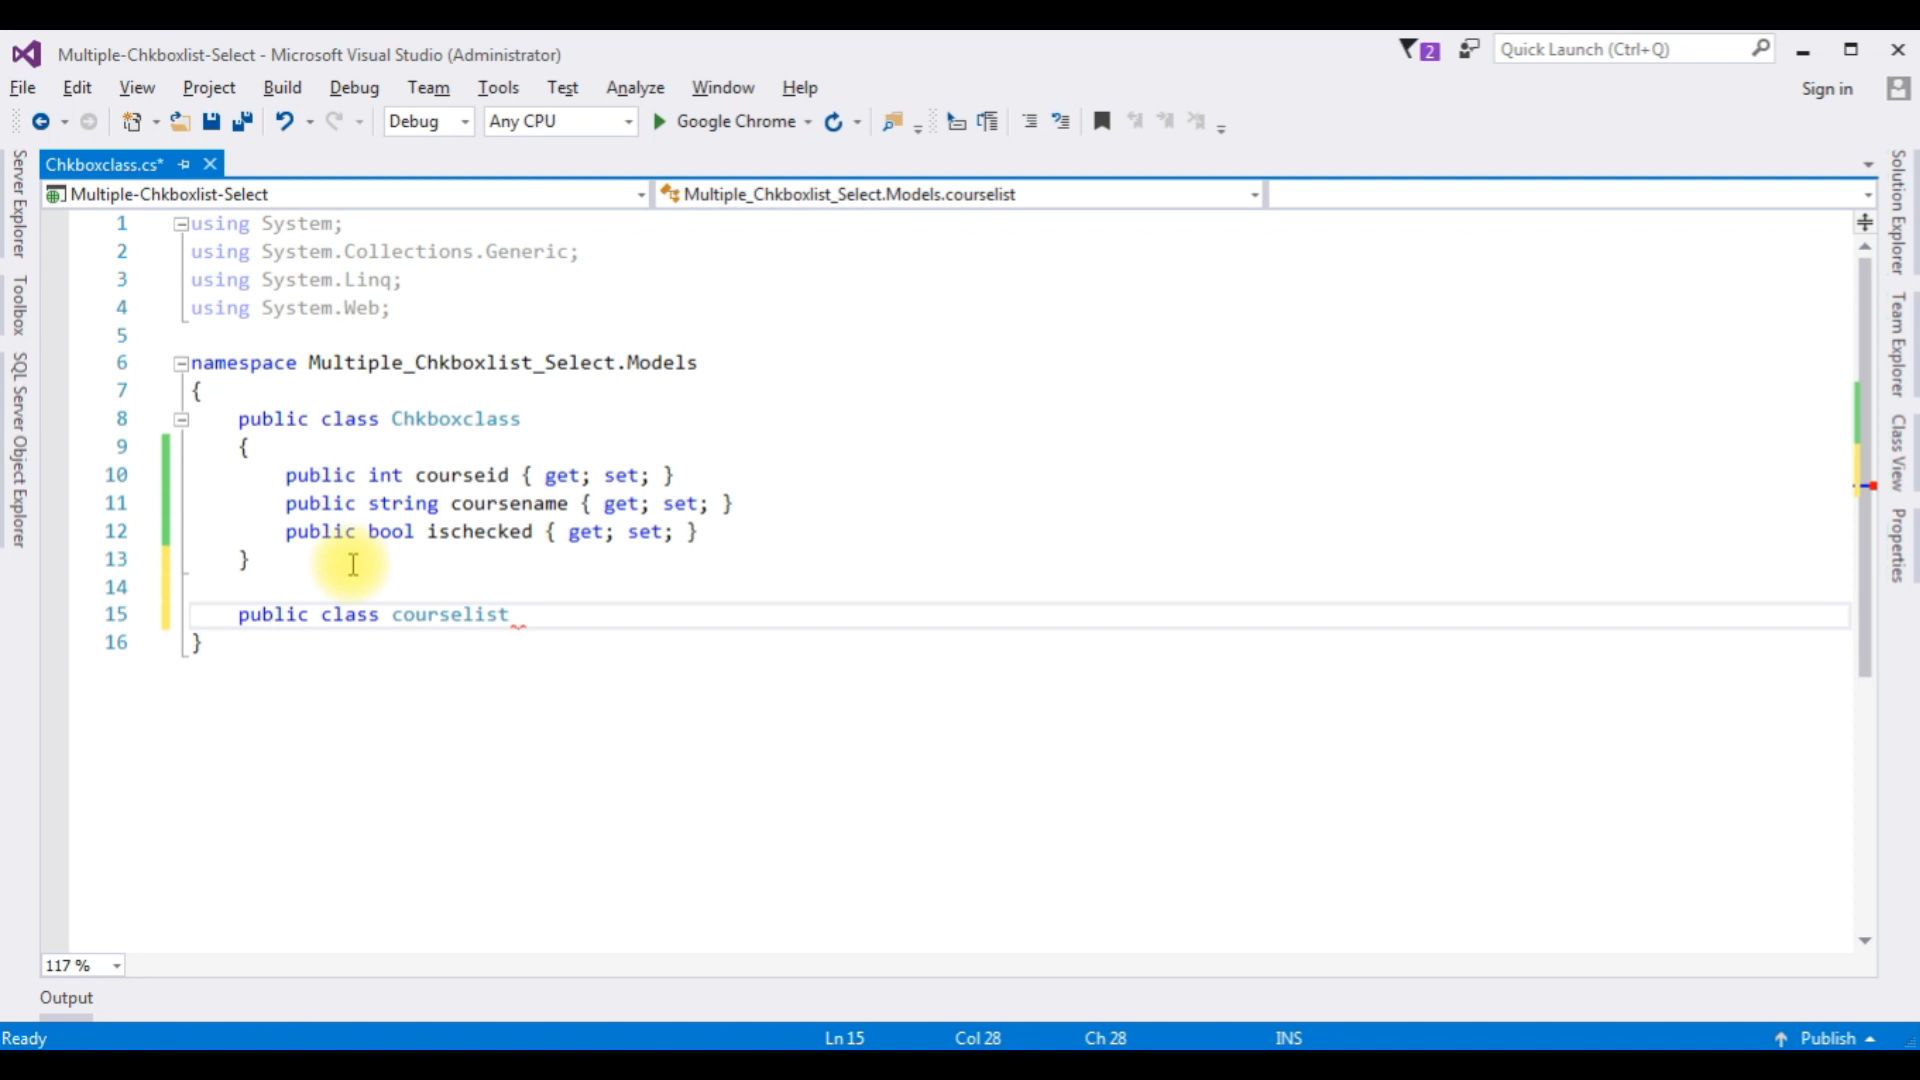 Multiple-Chkboxlist-Select - Microsoft Visual Studio (Administrator)
2
Quick Launch (Ctrl+Q)
File Edit View Project Build Debug Team Tools Test Analyze Window Help
Sign in
Debug
Any CPU
Google Chrome
Server Explorer
Toolbox
SQL Server Object Explorer
Chkboxclass.cs*
Multiple-Chkboxlist-Select
Multiple_Chkboxlist_Select.Models.courselist
1 using System;
2 using System.Collections.Generic;
3 using System.Linq;
4 using System.Web;
5
6 namespace Multiple_Chkboxlist_Select.Models
7 {
8 public class Chkboxclass
9 {
10 public int courseid { get; set; }
11 public string coursename { get; set; }
12 public bool ischecked { get; set; }
13 }
14
15 public class courselist
16 }
Solution Explorer
Team Explorer
Class View
Properties
117 %
Output
Ready
Ln 15
Col 28
Ch 28
INS
Publish